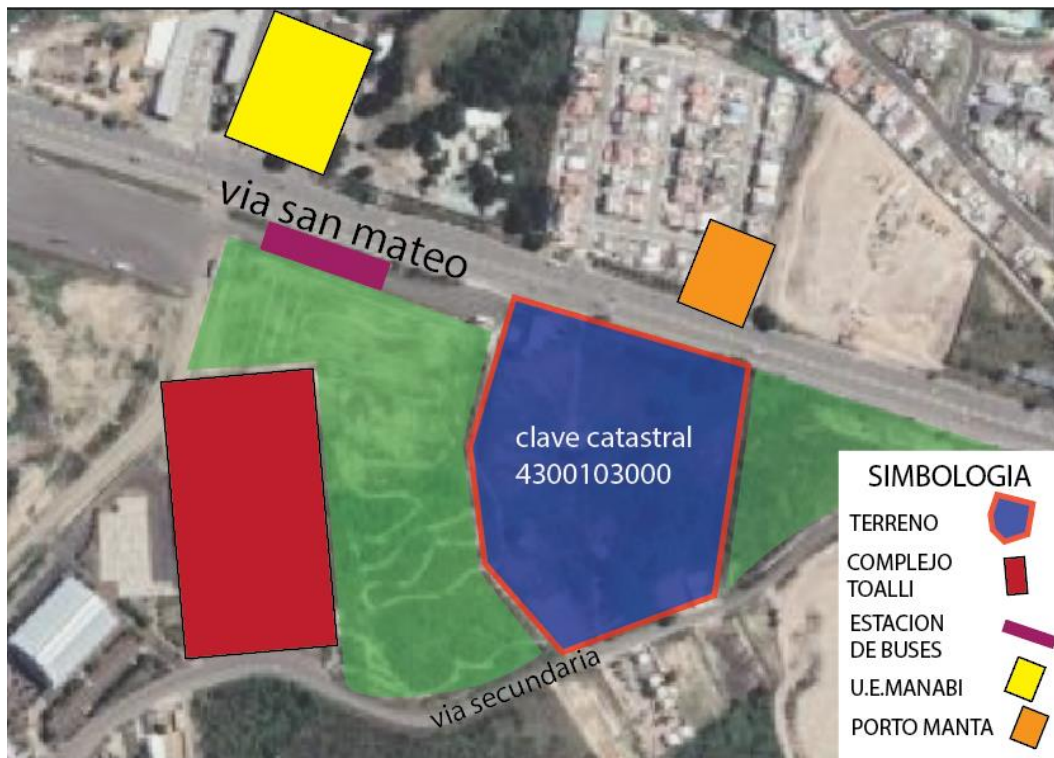 via san mateo
clave catastral
4300103000
via secundaria
SIMBOLOGIA
TERRENO
COMPLEJO
TOALLI
ESTACION
DE BUSES
U.E.MANABI
PORTO MANTA